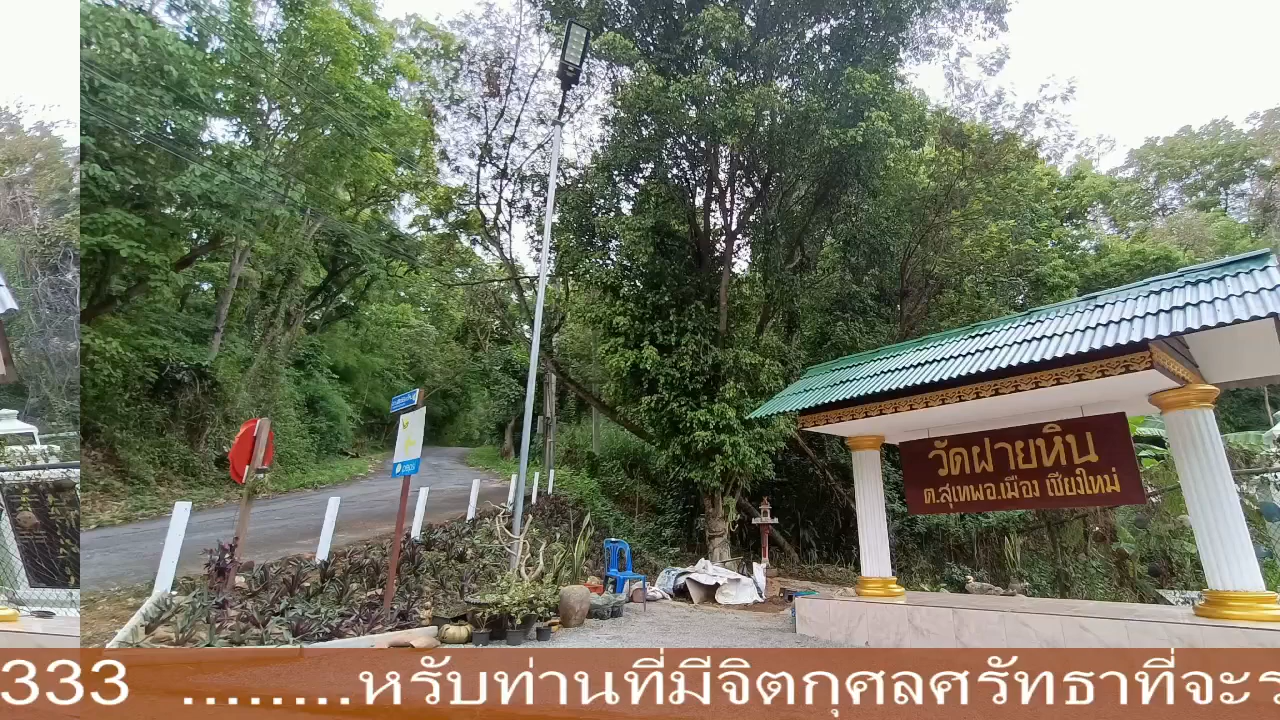 วัดฝายหิน
ต.สุเทพอ.เมือง เชียงใหม่
333 .........หรับท่านที่มีจิตกุศลศรัทธาที่จะร